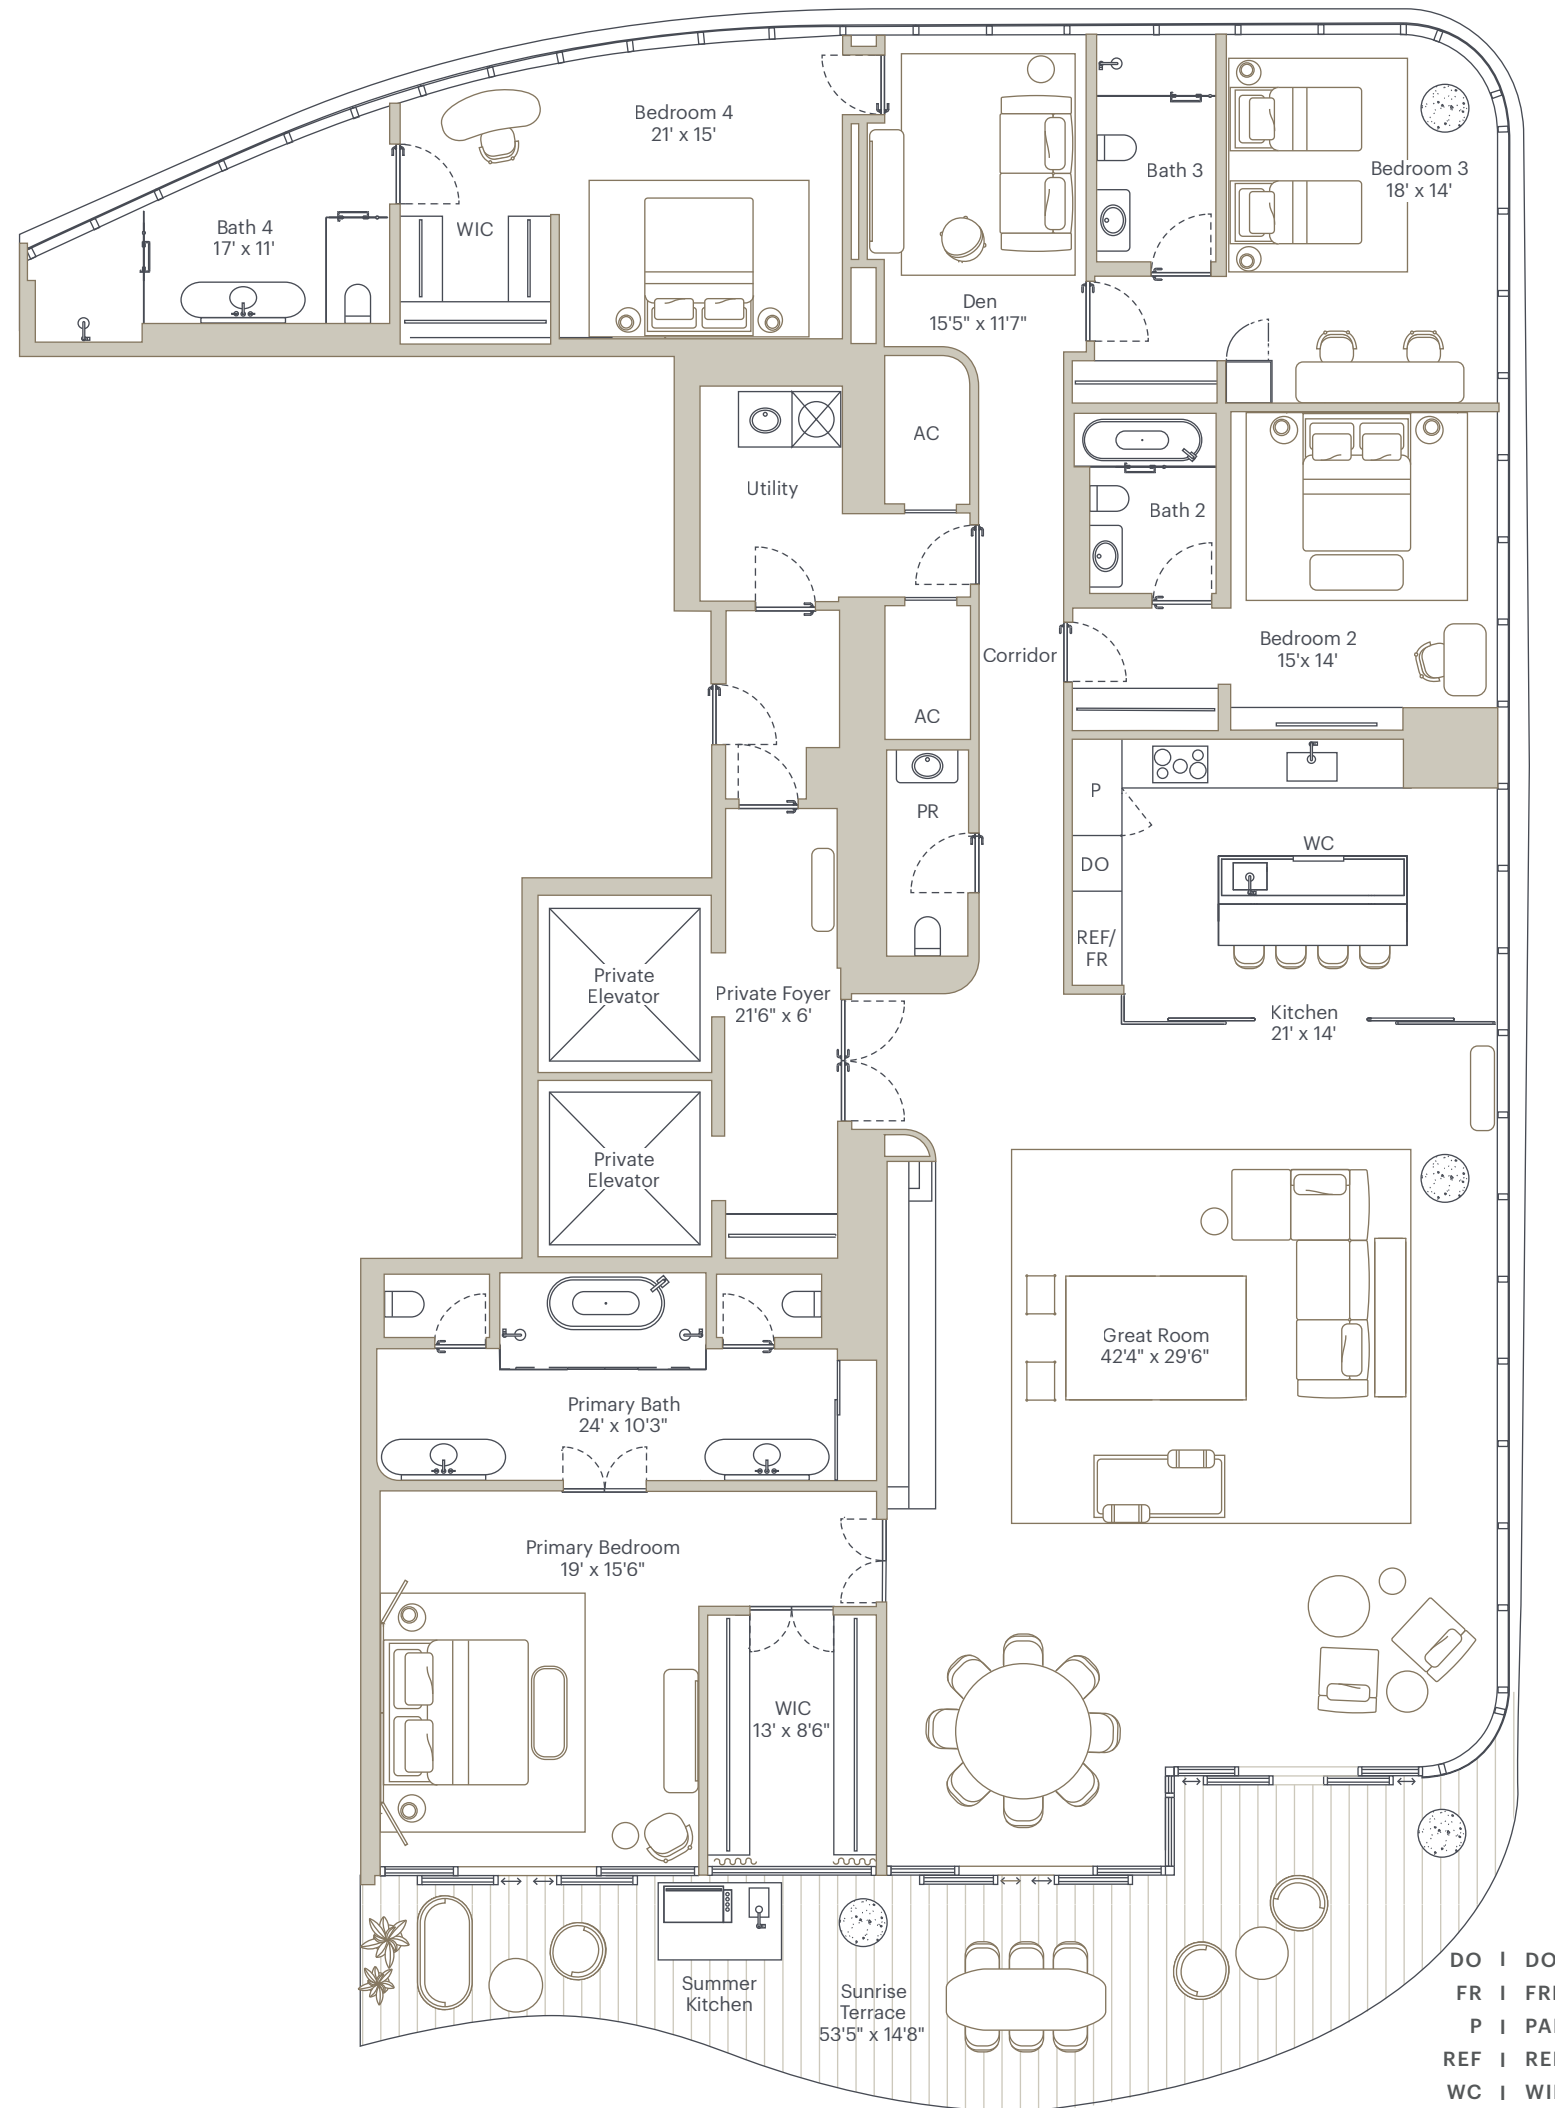 Bedroom 4
21' x 15'
Bath 3
Bedroom 3
18' x 14'
Bath 4
17' x 11'
WIC
Den
15'5" x 11'7"
AC
Utility
Bath 2
Bedroom 2
15'x 14'
Corridor
AC
P
PR
WC
DO
REF/
FR
Private
Elevator
Private Foyer
21'6" x 6'
Kitchen
21' x 14'
Private
Elevator
Great Room
42'4" x 29'6"
Primary Bath
24' x 10'3"
Primary Bedroom
19' x 15'6"
WIC
13' x 8'6"
Summer
Kitchen
Sunrise
Terrace
53'5" x 14'8"
DO |
FR |
P |
REF |
WC |